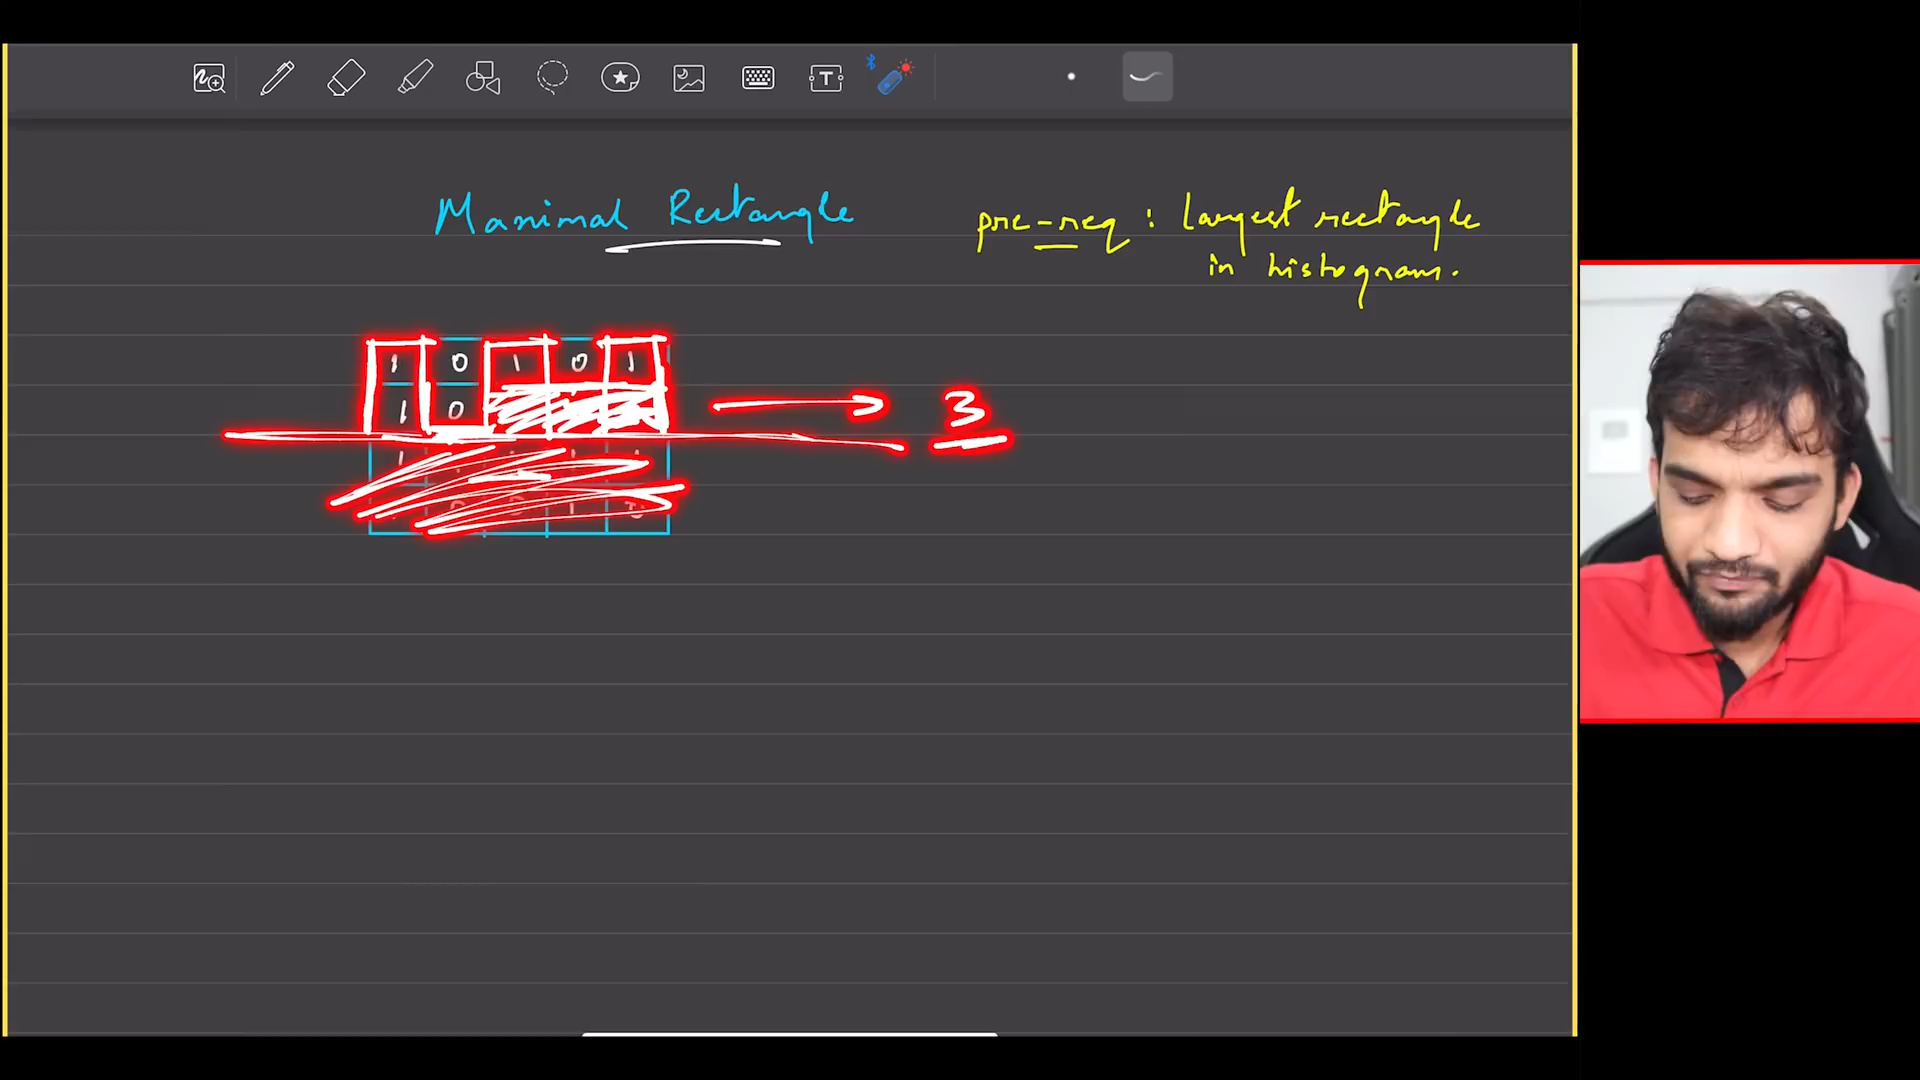 Maximal Rectangle
pre-req : largest rectangle
in histogram.
1 0 1 0 1
1 0
3